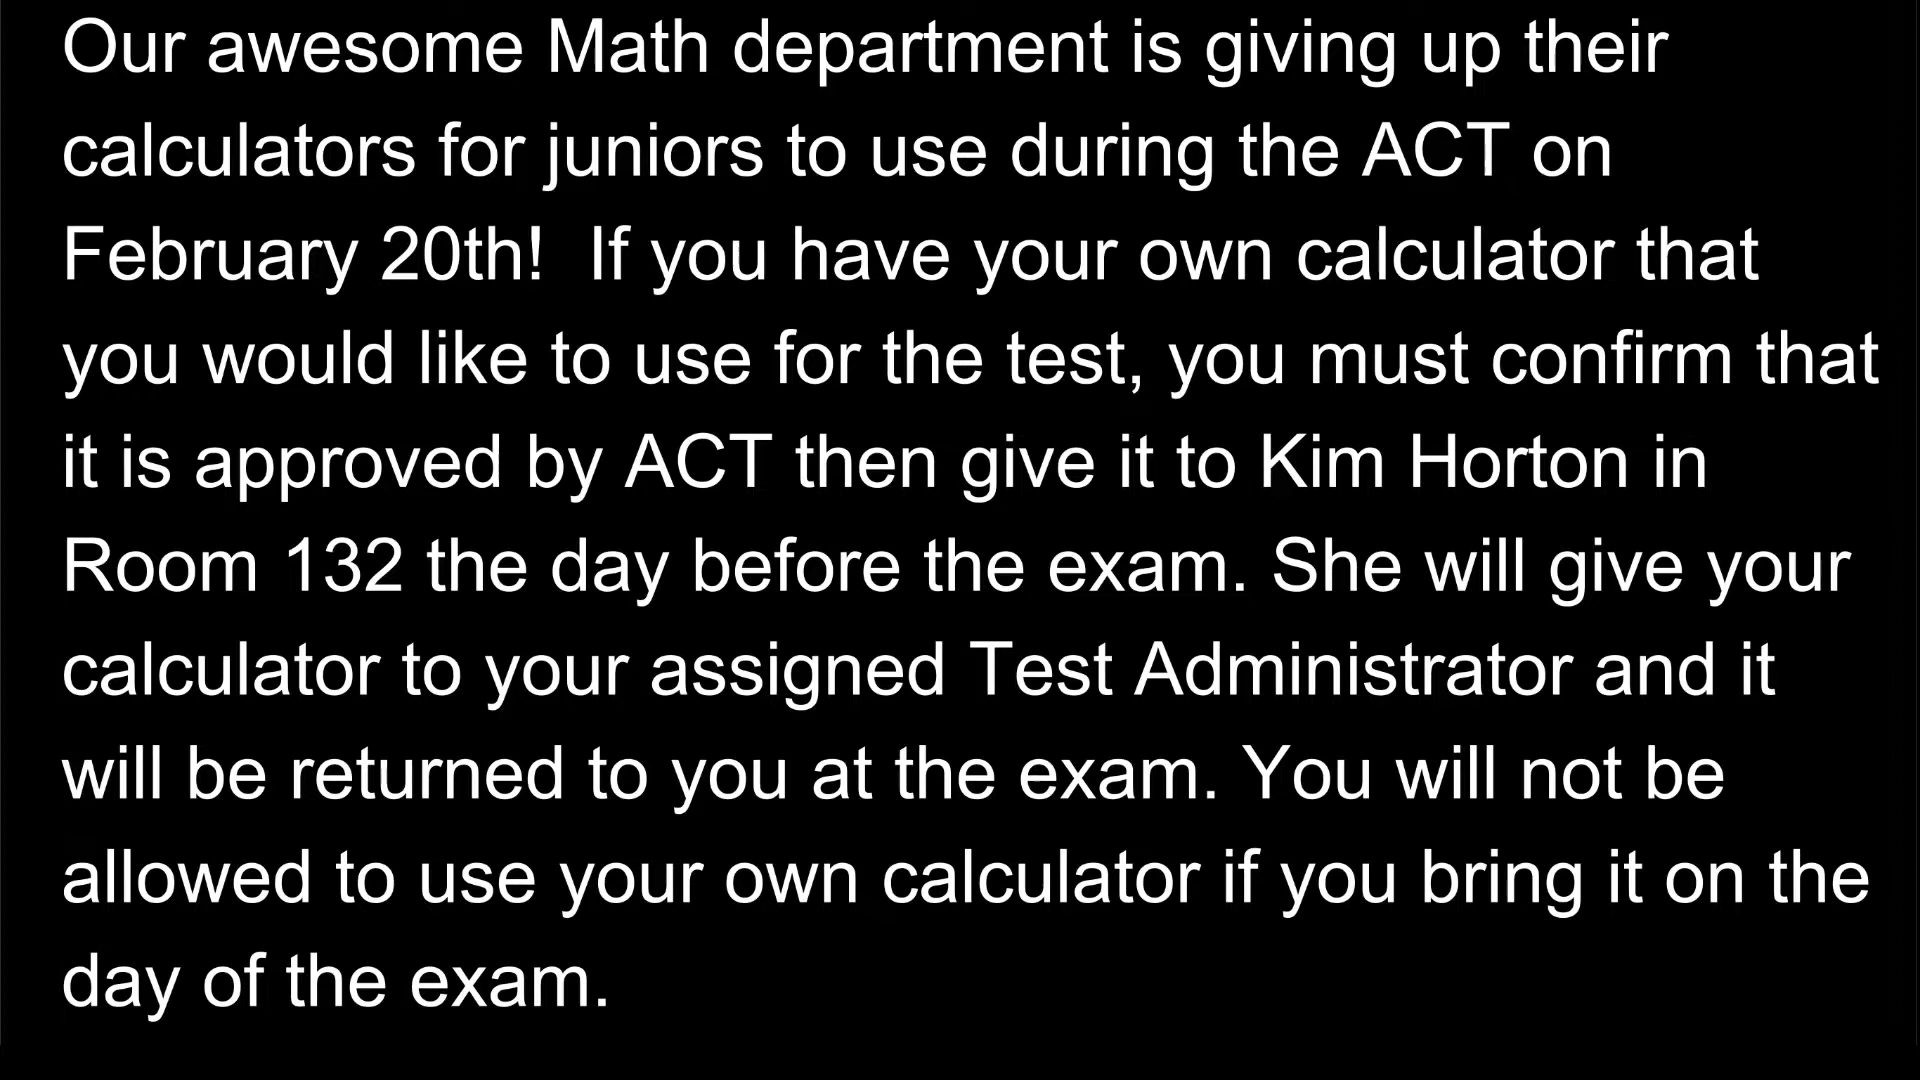 Our awesome Math department is giving up their
calculators for juniors to use during the ACT on
February 20th!  If you have your own calculator that
you would like to use for the test, you must confirm that
it is approved by ACT then give it to Kim Horton in
Room 132 the day before the exam. She will give your
calculator to your assigned Test Administrator and it
will be returned to you at the exam. You will not be
allowed to use your own calculator if you bring it on the
day of the exam.